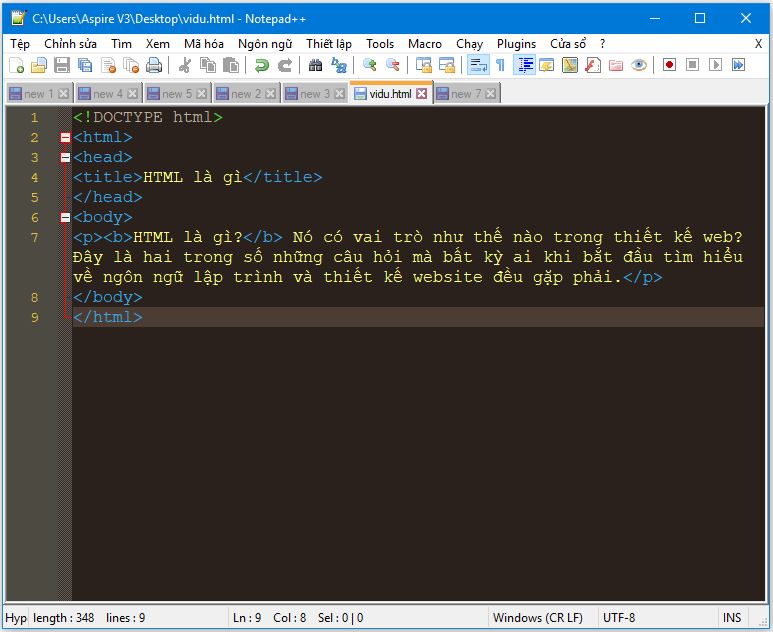 C:\Users\Aspire V3\Desktop\vidu.html - Notepad++
Tệp Chỉnh sửa Tìm Xem Mã hóa Ngôn ngữ Thiết lập Tools Macro Chạy Plugins Cửa sổ ? X
new 1 new 4 new 5 new 2 new 3 vidu.html new 7
1 <!DOCTYPE html>
2 <html>
3 <head>
4 <title>HTML là gì</title>
5 </head>
6 <body>
7 <p><b>HTML là gì?</b> Nó có vai trò như thế nào trong thiết kế web?
Đây là hai trong số những câu hỏi mà bất kỳ ai khi bắt đầu tìm hiểu
về ngôn ngữ lập trình và thiết kế website đều gặp phải.</p>
8 </body>
9 </html>
Hyp length : 348 lines : 9 Ln : 9 Col : 8 Sel : 0 | 0 Windows (CR LF) UTF-8 INS